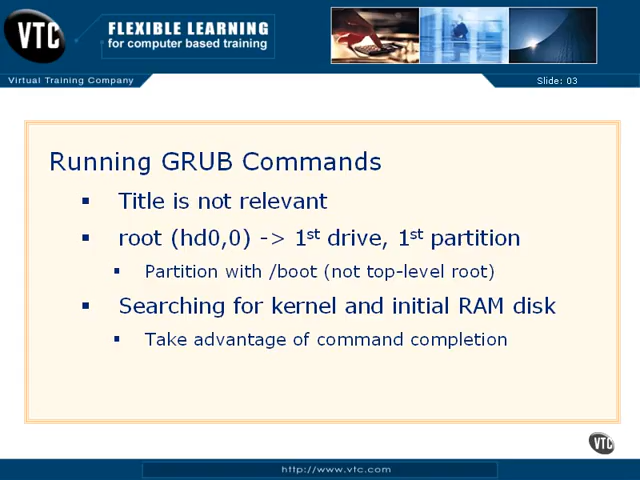 VTC
FLEXIBLE LEARNING
for computer based training
Virtual Training Company
Slide: 03
Running GRUB Commands
▪ Title is not relevant
▪ root (hd0,0) -> 1st drive, 1st partition
▪ Partition with /boot (not top-level root)
▪ Searching for kernel and initial RAM disk
▪ Take advantage of command completion
VTC
http://www.vtc.com